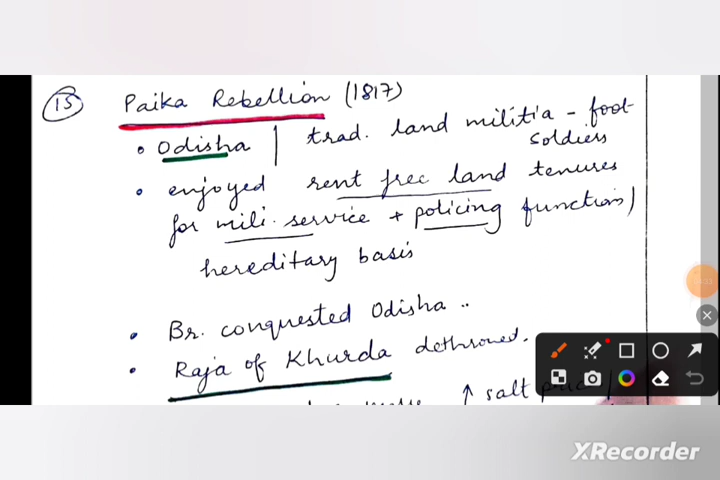 15 Paika Rebellion (1817)
• Odisha | trad. land militia - foot
soldiers
• enjoyed rent free land tenures
for mili. service + policing functions/
hereditary basis
• Br. conquested Odisha ..
• Raja of Khurda dethroned.
↑ salt
XRecorder